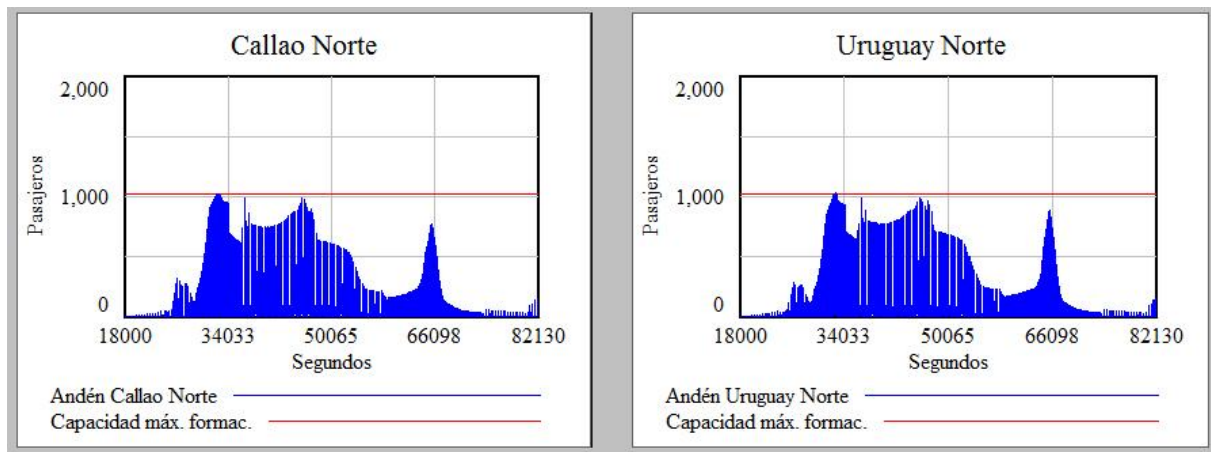 Callao Norte
2,000
1,000
0
Pasajeros
18000 34033 50065 66098 82130
Segundos
Andén Callao Norte
Capacidad máx. formac.
Uruguay Norte
2,000
1,000
0
Pasajeros
18000 34033 50065 66098 82130
Segundos
Andén Uruguay Norte
Capacidad máx. formac.